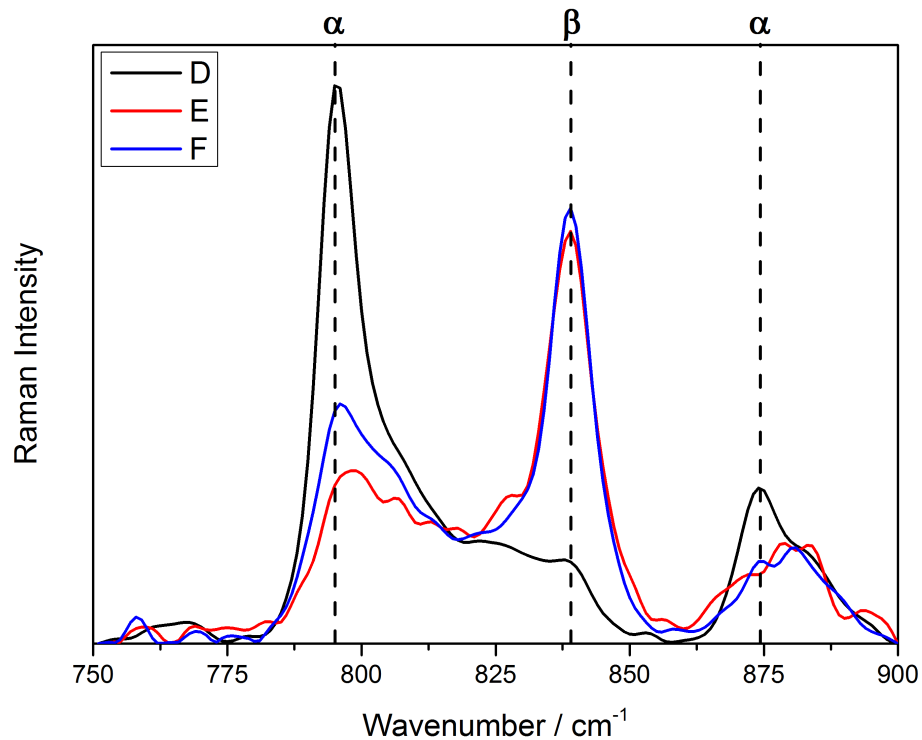 α β α
D
E
F
Raman Intensity
750 775 800 825 850 875 900
Wavenumber / cm⁻¹